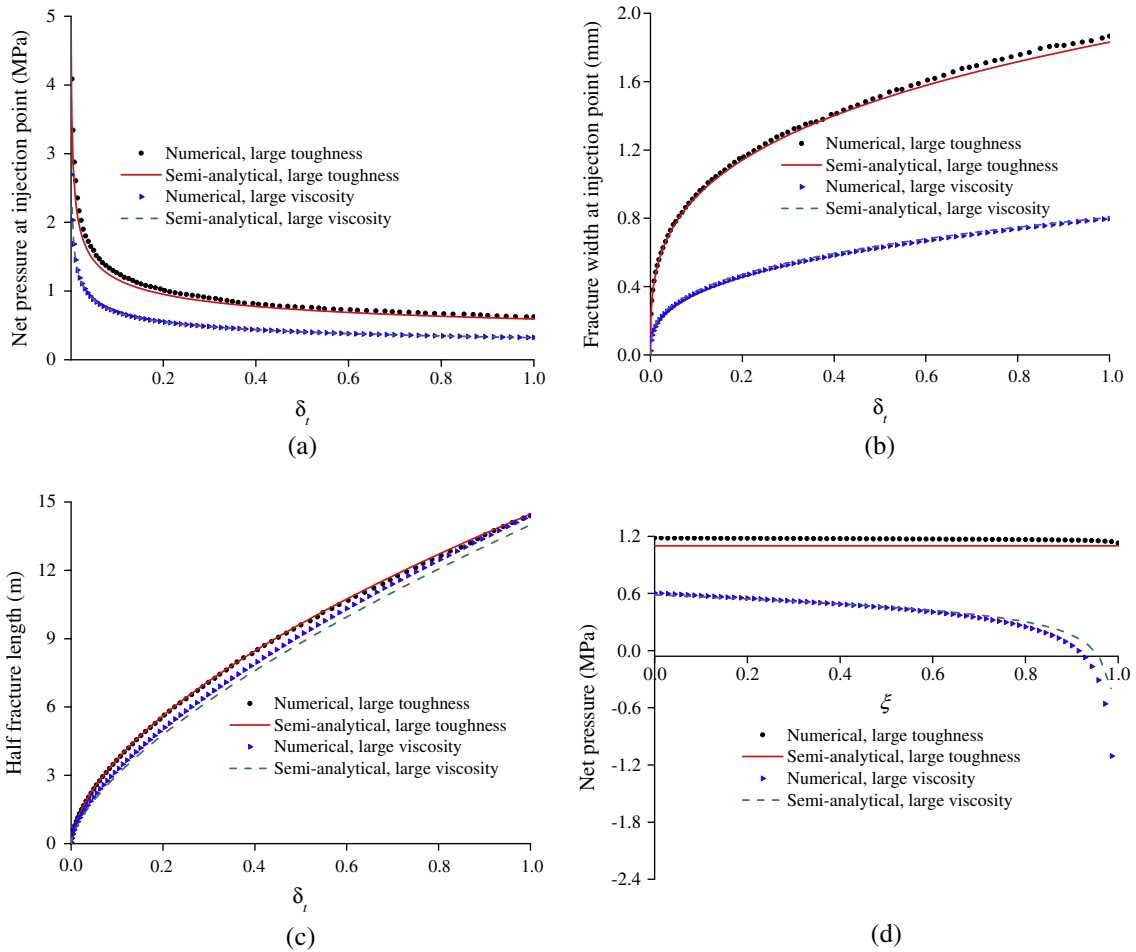 5
4
3
2
1
0
Net pressure at injection point (MPa)
Numerical, large toughness
Semi-analytical, large toughness
Numerical, large viscosity
Semi-analytical, large viscosity
0.2 0.4 0.6 0.8 1.0
δt
(a)
2.0
1.6
1.2
0.8
0.4
0.0
Fracture width at injection point (mm)
Numerical, large toughness
Semi-analytical, large toughness
Numerical, large viscosity
Semi-analytical, large viscosity
0.0 0.2 0.4 0.6 0.8 1.0
δt
(b)
15
12
9
6
3
0
Half fracture length (m)
Numerical, large toughness
Semi-analytical, large toughness
Numerical, large viscosity
Semi-analytical, large viscosity
0.0 0.2 0.4 0.6 0.8 1.0
δt
(c)
1.2
0.6
0.0
-0.6
-1.2
-1.8
-2.4
Net pressure (MPa)
0.0 0.2 0.4 0.6 0.8 1.0
ξ
Numerical, large toughness
Semi-analytical, large toughness
Numerical, large viscosity
Semi-analytical, large viscosity
(d)